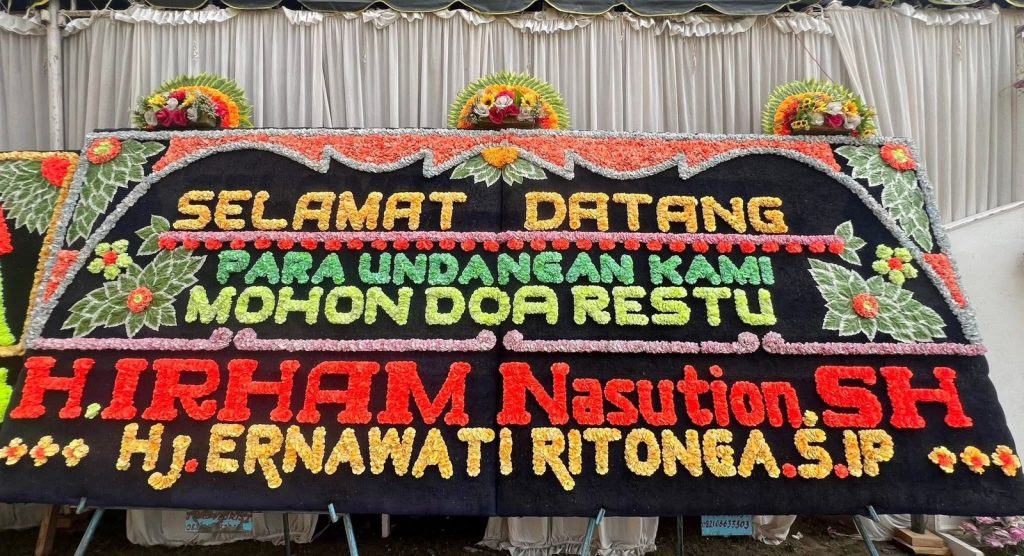 SELAMAT DATANG
PARA UNDANGAN KAMI
MOHON DOA RESTU
H.IRHAM Nasution.SH
Hj.ERNAWATI RITONGA.S.IP